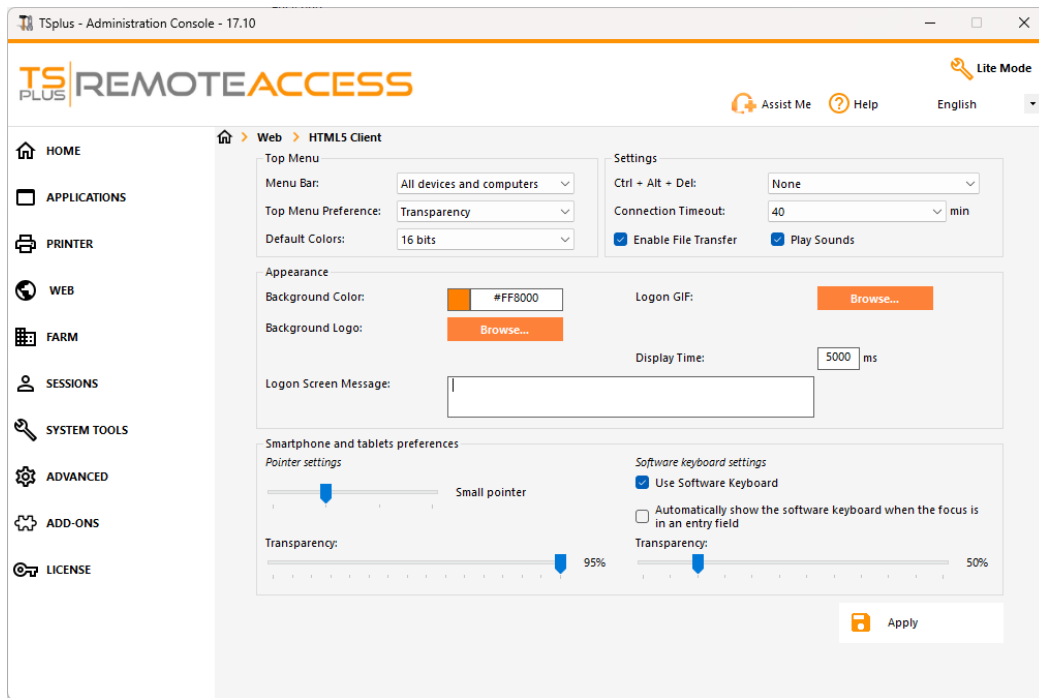 TSplus - Administration Console - 17.10
TS PLUS REMOTEACCESS
Lite Mode
Assist Me
Help
English
HOME
APPLICATIONS
PRINTER
WEB
FARM
SESSIONS
SYSTEM TOOLS
ADVANCED
ADD-ONS
LICENSE
Web > HTML5 Client
Top Menu
Menu Bar: All devices and computers
Top Menu Preference: Transparency
Default Colors: 16 bits
Settings
Ctrl + Alt + Del: None
Connection Timeout: 40 min
Enable File Transfer Play Sounds
Appearance
Background Color: #FF8000
Logon GIF: Browse...
Background Logo: Browse...
Display Time: 5000 ms
Logon Screen Message:
Smartphone and tablets preferences
Pointer settings
Small pointer
Transparency:
95%
Software keyboard settings
Use Software Keyboard
Automatically show the software keyboard when the focus is
in an entry field
Transparency:
50%
Apply